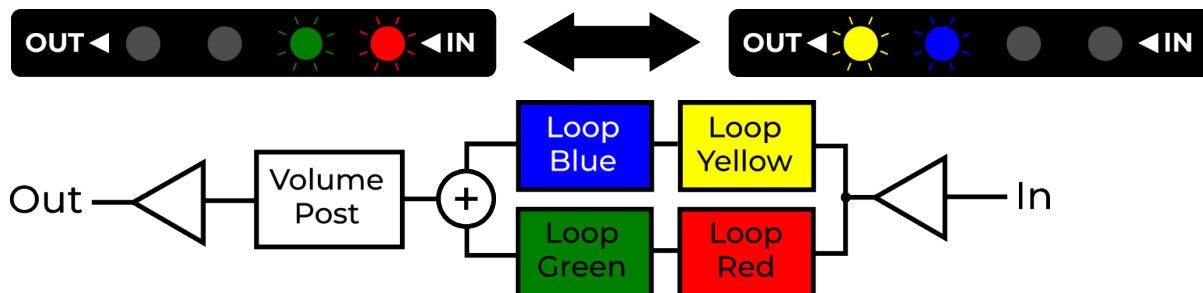 OUT IN OUT IN
Loop Blue
Loop Yellow
Out
Volume Post
+
In
Loop Green
Loop Red